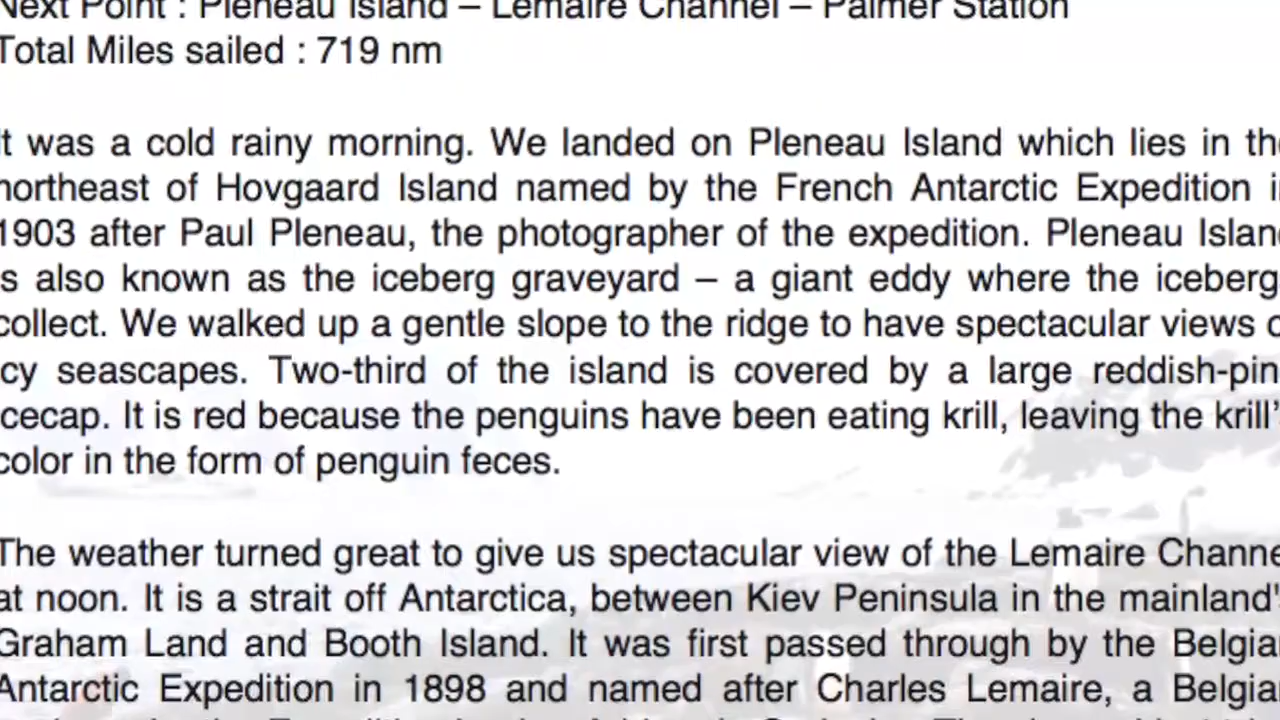 Next Point : Pleneau Island – Lemaire Channel – Palmer Station
Total Miles sailed : 719 nm
It was a cold rainy morning. We landed on Pleneau Island which lies in the
northeast of Hovgaard Island named by the French Antarctic Expedition in
1903 after Paul Pleneau, the photographer of the expedition. Pleneau Island
is also known as the iceberg graveyard – a giant eddy where the iceberg
collect. We walked up a gentle slope to the ridge to have spectacular views o
icy seascapes. Two-third of the island is covered by a large reddish-pin
icecap. It is red because the penguins have been eating krill, leaving the krill's
color in the form of penguin feces.
The weather turned great to give us spectacular view of the Lemaire Channe
at noon. It is a strait off Antarctica, between Kiev Peninsula in the mainland's
Graham Land and Booth Island. It was first passed through by the Belgian
Antarctic Expedition in 1898 and named after Charles Lemaire, a Belgian